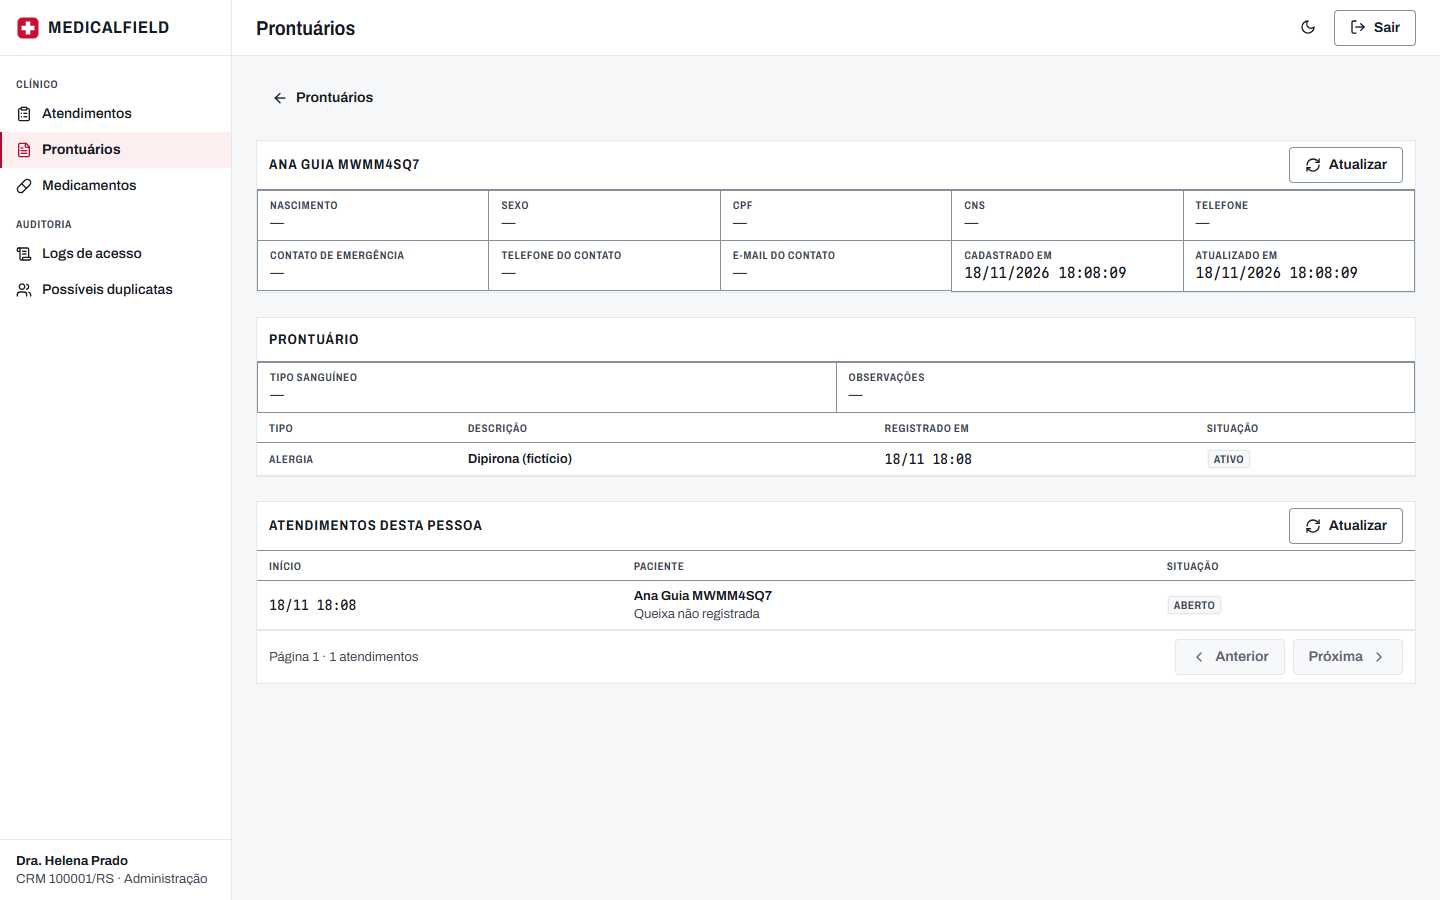 MEDICALFIELD
Prontuários
Sair
CLÍNICO
Atendimentos
Prontuários
Medicamentos
AUDITORIA
Logs de acesso
Possíveis duplicatas
Dra. Helena Prado
CRM 100001/RS · Administração
Prontuários
ANA GUIA MWMM4SQ7
Atualizar
NASCIMENTO SEXO CPF CNS TELEFONE
— — — — —
CONTATO DE EMERGÊNCIA TELEFONE DO CONTATO E-MAIL DO CONTATO CADASTRADO EM ATUALIZADO EM
— — — 18/11/2026 18:08:09 18/11/2026 18:08:09
PRONTUÁRIO
TIPO SANGUÍNEO OBSERVAÇÕES
— —
TIPO DESCRIÇÃO REGISTRADO EM SITUAÇÃO
ALERGIA Dipirona (fictício) 18/11 18:08 ATIVO
ATENDIMENTOS DESTA PESSOA
Atualizar
INÍCIO PACIENTE SITUAÇÃO
18/11 18:08 Ana Guia MWMM4SQ7 ABERTO
Queixa não registrada
Página 1 · 1 atendimentos
Anterior Próxima